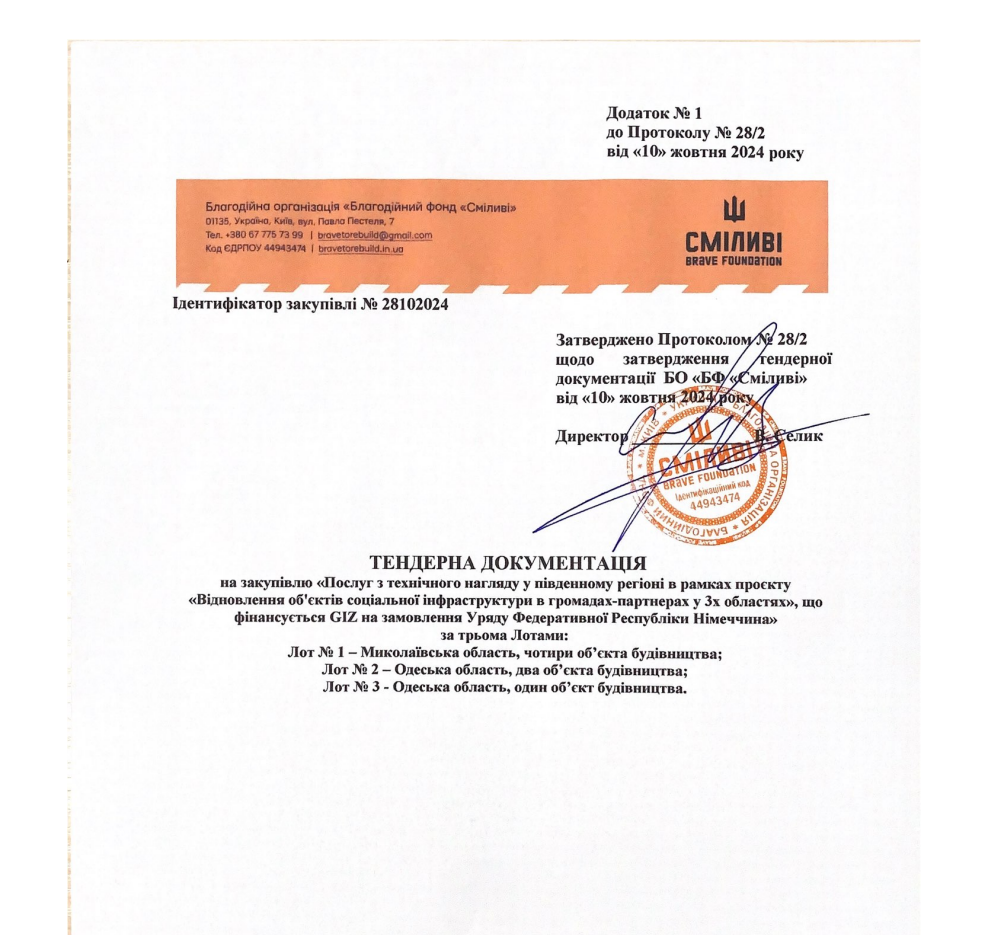 Додаток № 1
до Протоколу № 28/2
від «10» жовтня 2024 року
Благодійна організація «Благодійний фонд «Сміливі»
01135, Україна, Київ, вул. Павла Пестеля, 7
Тел. +380 67 775 73 99 | bravetorebuild@gmail.com
Код ЄДРПОУ 44943474 | bravetorebuild.in.ua
СМІЛИВІ
BRAVE FOUNDATION
Ідентифікатор закупівлі № 28102024
Затверджено Протоколом № 28/2
щодо затвердження тендерної
документації БО «БФ «Сміливі»
від «10» жовтня 2024 року
Директор В. Селик
СМІЛИВІ
BRAVE FOUNDATION
Ідентифікаційний код
44943474
ТЕНДЕРНА ДОКУМЕНТАЦІЯ
на закупівлю «Послуг з технічного нагляду у південному регіоні в рамках проєкту
«Відновлення об'єктів соціальної інфраструктури в громадах-партнерах у 3х областях», що
фінансується GIZ на замовлення Уряду Федеративної Республіки Німеччина»
за трьома Лотами:
Лот № 1 – Миколаївська область, чотири об’єкта будівництва;
Лот № 2 – Одеська область, два об’єкта будівництва;
Лот № 3 - Одеська область, один об’єкт будівництва.